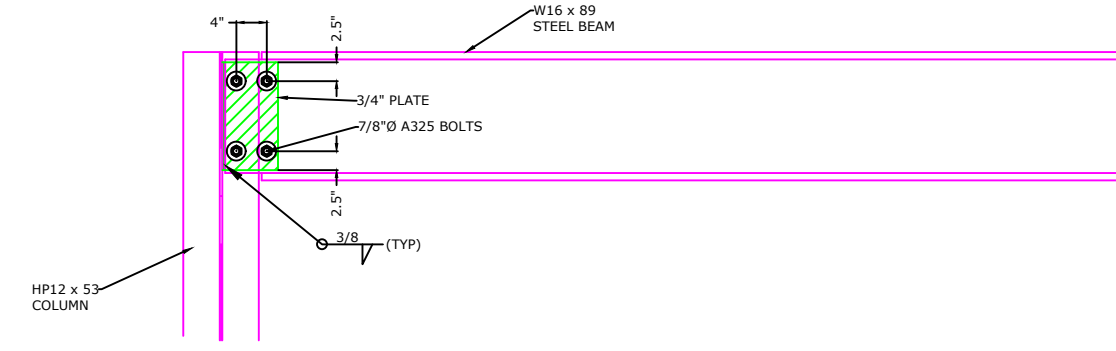 W16 x 89
STEEL BEAM
4"
2.5"
3/4" PLATE
7/8"Ø A325 BOLTS
2.5"
3/8
(TYP)
HP12 x 53
COLUMN